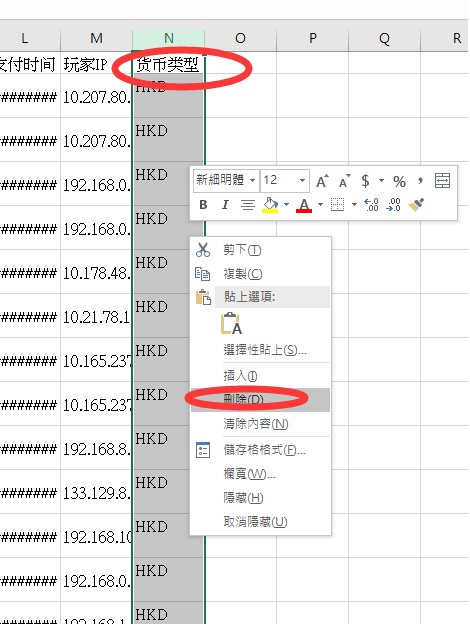 L M N O P Q R
支付时间 玩家IP 货币类型
######## 10.207.80. HKD
######## 10.207.80. HKD
######## 192.168.0. HKD
######## 192.168.0. HKD
######## 10.178.48. HKD
######## 10.21.78.1 HKD
######## 10.165.237 HKD
######## 10.165.237 HKD
######## 192.168.8. HKD
######## 133.129.8. HKD
######## 192.168.10 HKD
######## 192.168.0. HKD
######## 192.168.1 HKD
新細明體 12 A A $ % ,
B I A .00 .0
剪下(T)
複製(C)
貼上選項:
A
選擇性貼上(S)...
插入(I)
刪除(D)
清除內容(N)
儲存格格式(F)...
欄寬(W)...
隱藏(H)
取消隱藏(U)